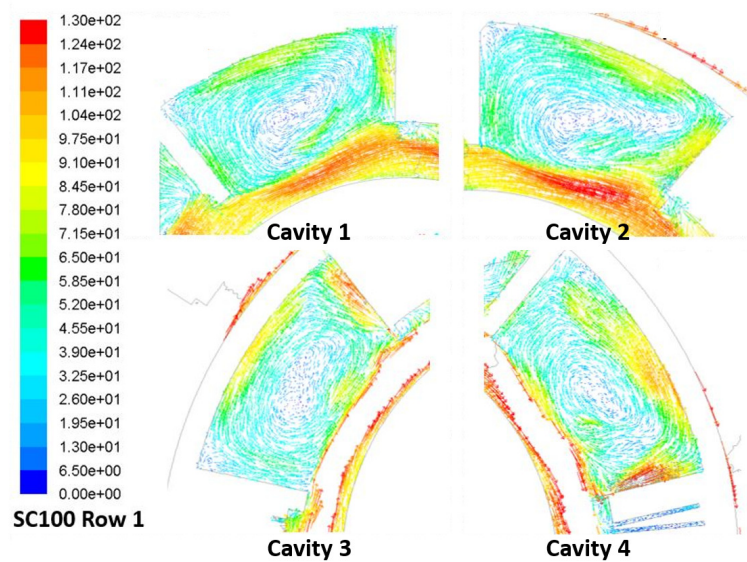 1.30e+02
1.24e+02
1.17e+02
1.11e+02
1.04e+02
9.75e+01
9.10e+01
8.45e+01
7.80e+01
7.15e+01
6.50e+01
5.85e+01
5.20e+01
4.55e+01
3.90e+01
3.25e+01
2.60e+01
1.95e+01
1.30e+01
6.50e+00
0.00e+00
SC100 Row 1
Cavity 1
Cavity 2
Cavity 3
Cavity 4